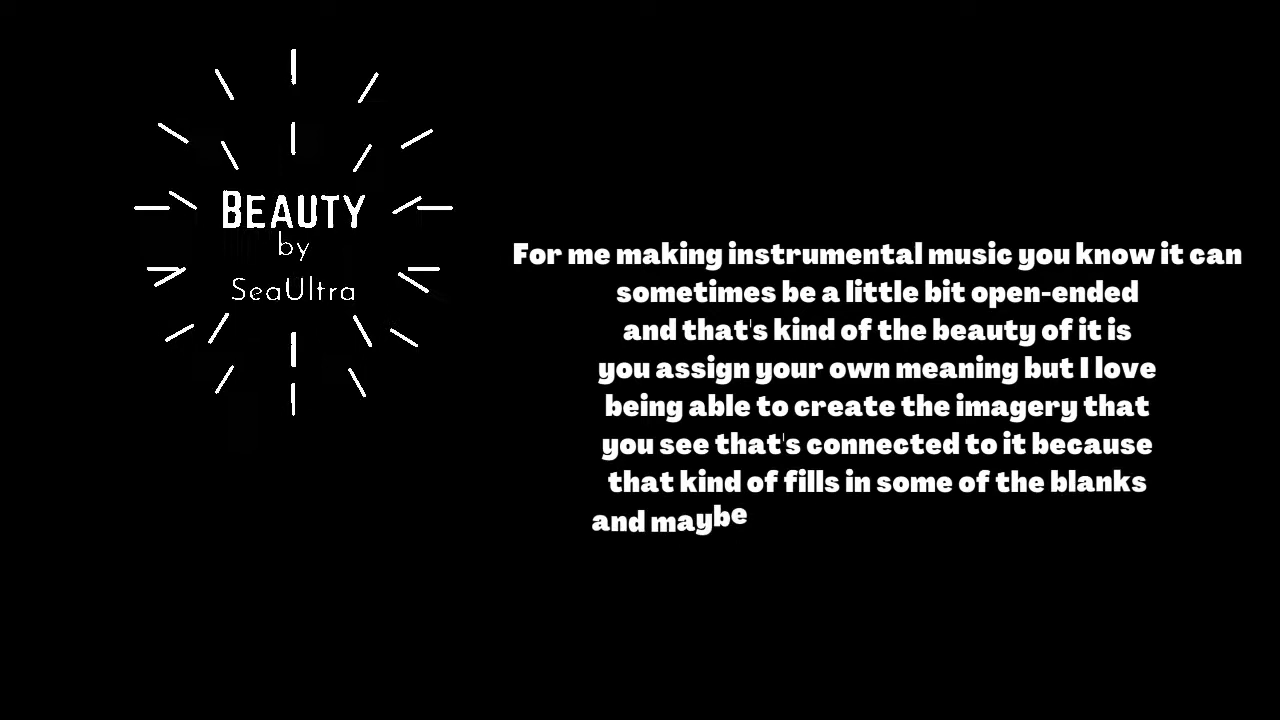 BEAUTY
by
SeaUltra
For me making instrumental music you know it can
sometimes be a little bit open-ended
and that's kind of the beauty of it is
you assign your own meaning but I love
being able to create the imagery that
you see that's connected to it because
that kind of fills in some of the blanks
and maybe